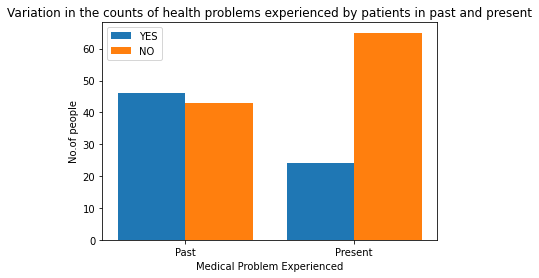 Variation in the counts of health problems experienced by patients in past and present
YES
NO
60
50
40
30
20
10
0
No.of people
Past
Present
Medical Problem Experienced